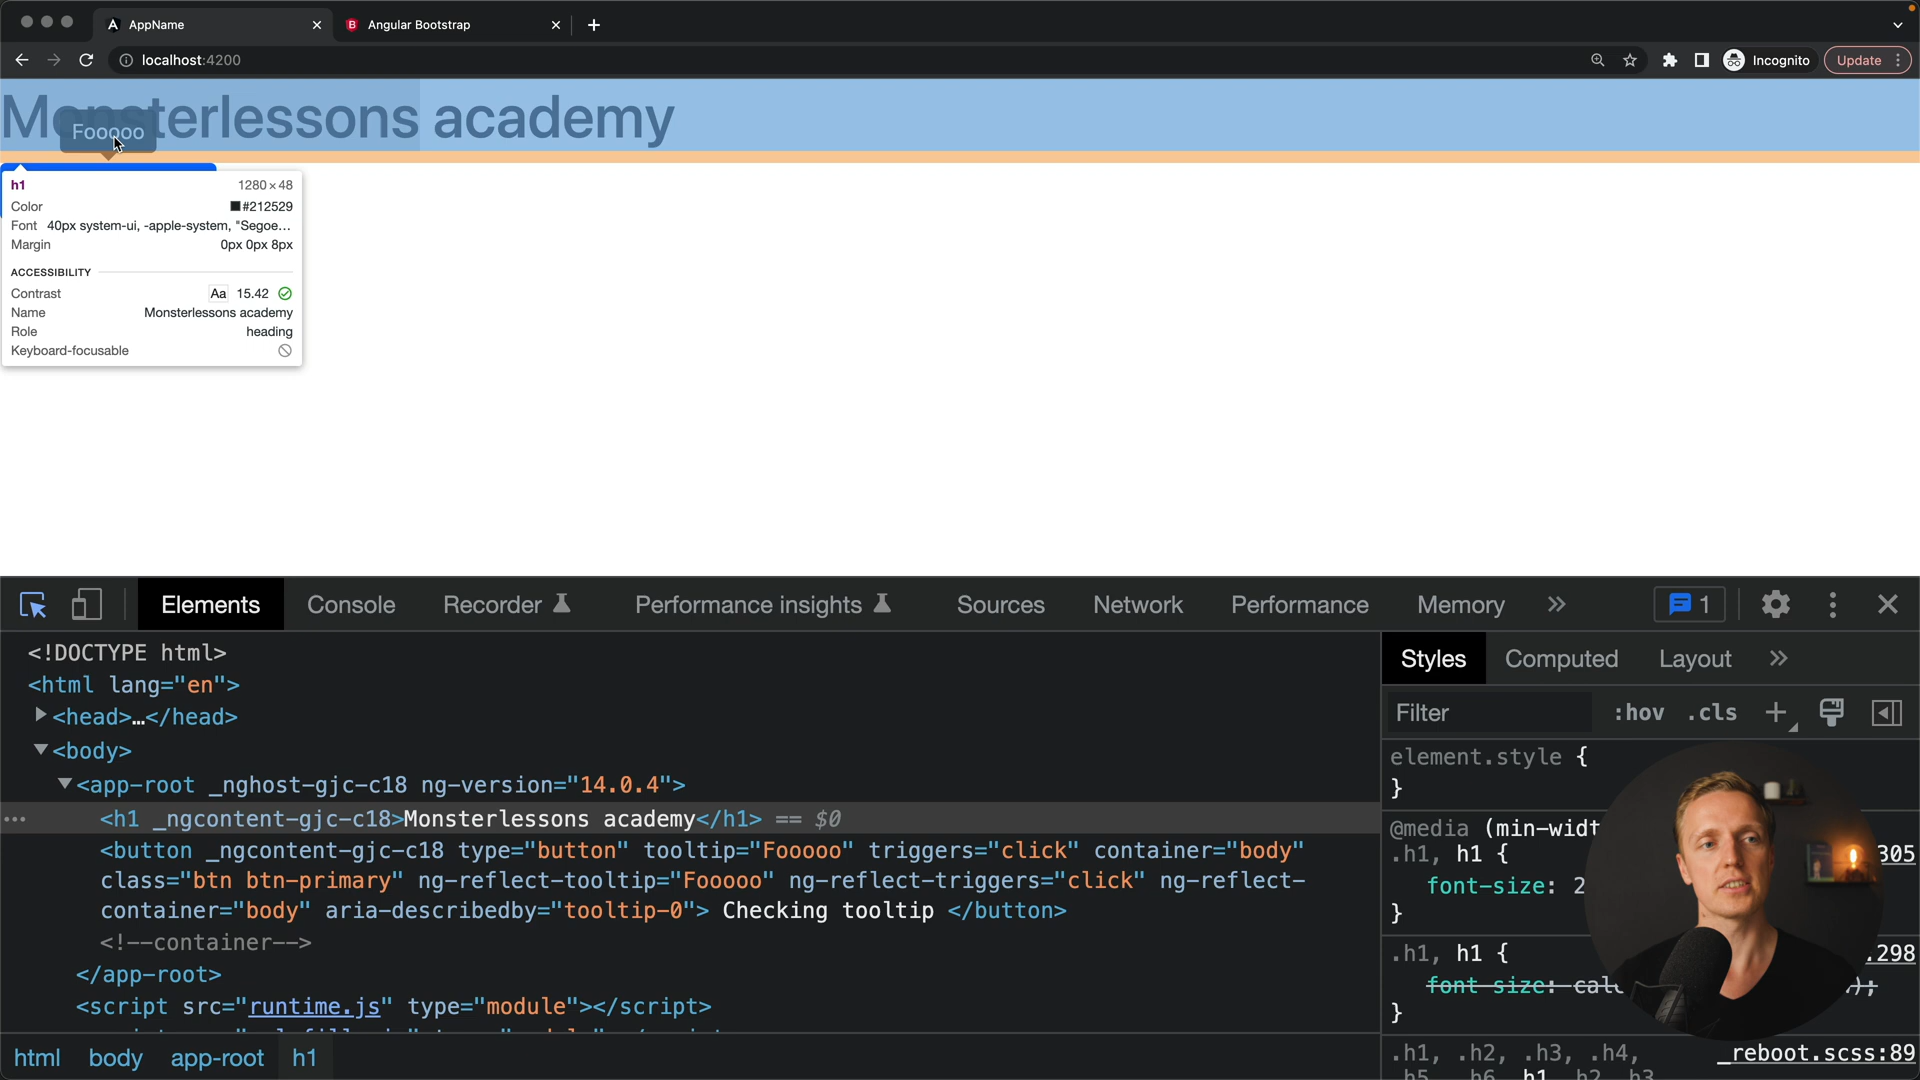 AppName
Angular Bootstrap
localhost:4200
Incognito
Update
Monsterlessons academy
Fooooo
h1 1280×48
Color #212529
Font 40px system-ui, -apple-system, "Segoe…
Margin 0px 0px 8px
ACCESSIBILITY
Contrast Aa 15.42
Name Monsterlessons academy
Role heading
Keyboard-focusable
Elements Console Recorder Performance insights Sources Network Performance Memory » 1
<!DOCTYPE html>
<html lang="en">
<head>…</head>
<body>
<app-root _nghost-gjc-c18 ng-version="14.0.4">
<h1 _ngcontent-gjc-c18>Monsterlessons academy</h1> == $0
<button _ngcontent-gjc-c18 type="button" tooltip="Fooooo" triggers="click" container="body"
class="btn btn-primary" ng-reflect-tooltip="Fooooo" ng-reflect-triggers="click" ng-reflect-
container="body" aria-describedby="tooltip-0"> Checking tooltip </button>
<!--container-->
</app-root>
<script src="runtime.js" type="module"></script>
html body app-root h1
Styles Computed Layout »
Filter :hov .cls
element.style {
}
@media (min-widt
.h1, h1 { 305
font-size: 2
}
.h1, h1 { .298
font-size: calc );
}
.h1, .h2, .h3, .h4, _reboot.scss:89
h5, h6, h1, h2, h3